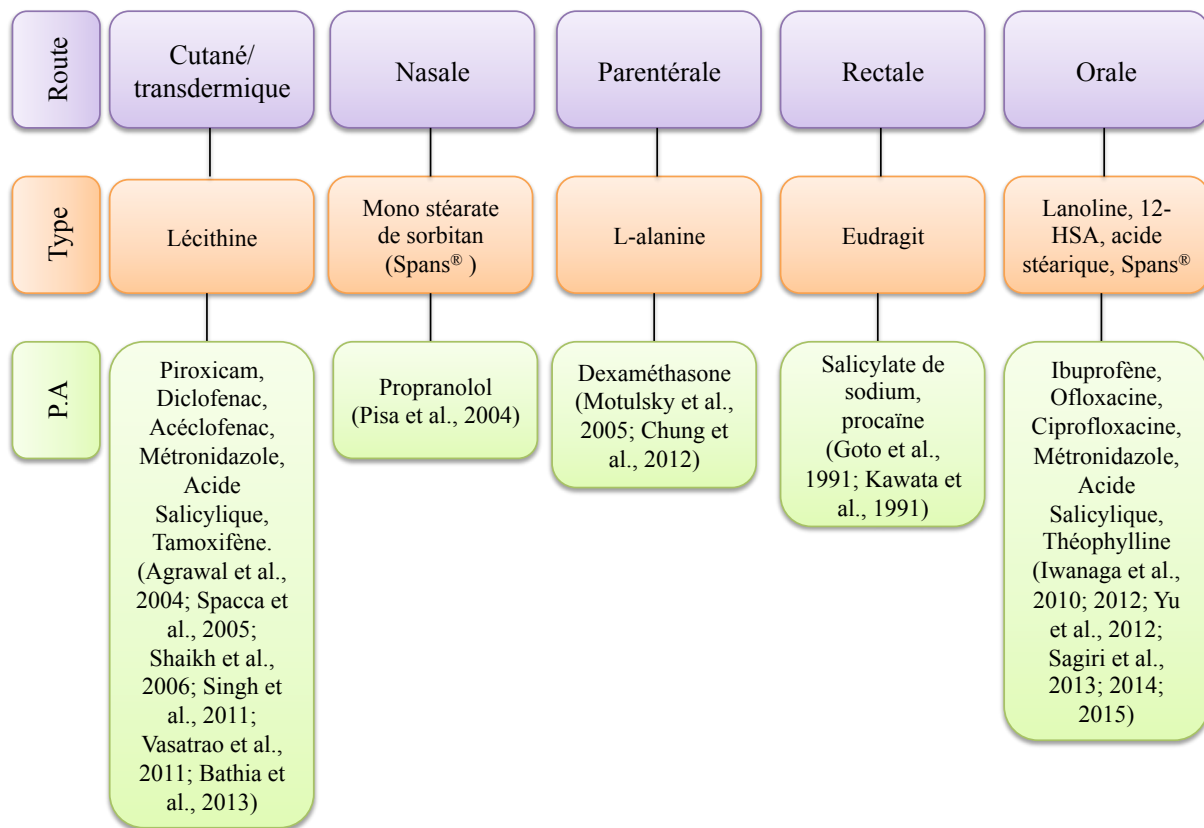 Route
Cutané/
transdermique
Nasale
Parentérale
Rectale
Orale
Type
Lécithine
Mono stéarate
de sorbitan
(Spans® )
L-alanine
Eudragit
Lanoline, 12-
HSA, acide
stéarique, Spans®
P.A
Piroxicam,
Diclofenac,
Acéclofenac,
Métronidazole,
Acide
Salicylique,
Tamoxifène.
(Agrawal et al.,
2004; Spacca et
al., 2005;
Shaikh et al.,
2006; Singh et
al., 2011;
Vasatrao et al.,
2011; Bathia et
al., 2013)
Propranolol
(Pisa et al., 2004)
Dexaméthasone
(Motulsky et al.,
2005; Chung et
al., 2012)
Salicylate de
sodium,
procaïne
(Goto et al.,
1991; Kawata et
al., 1991)
Ibuprofène,
Ofloxacine,
Ciprofloxacine,
Métronidazole,
Acide
Salicylique,
Théophylline
(Iwanaga et al.,
2010; 2012; Yu
et al., 2012;
Sagiri et al.,
2013; 2014;
2015)